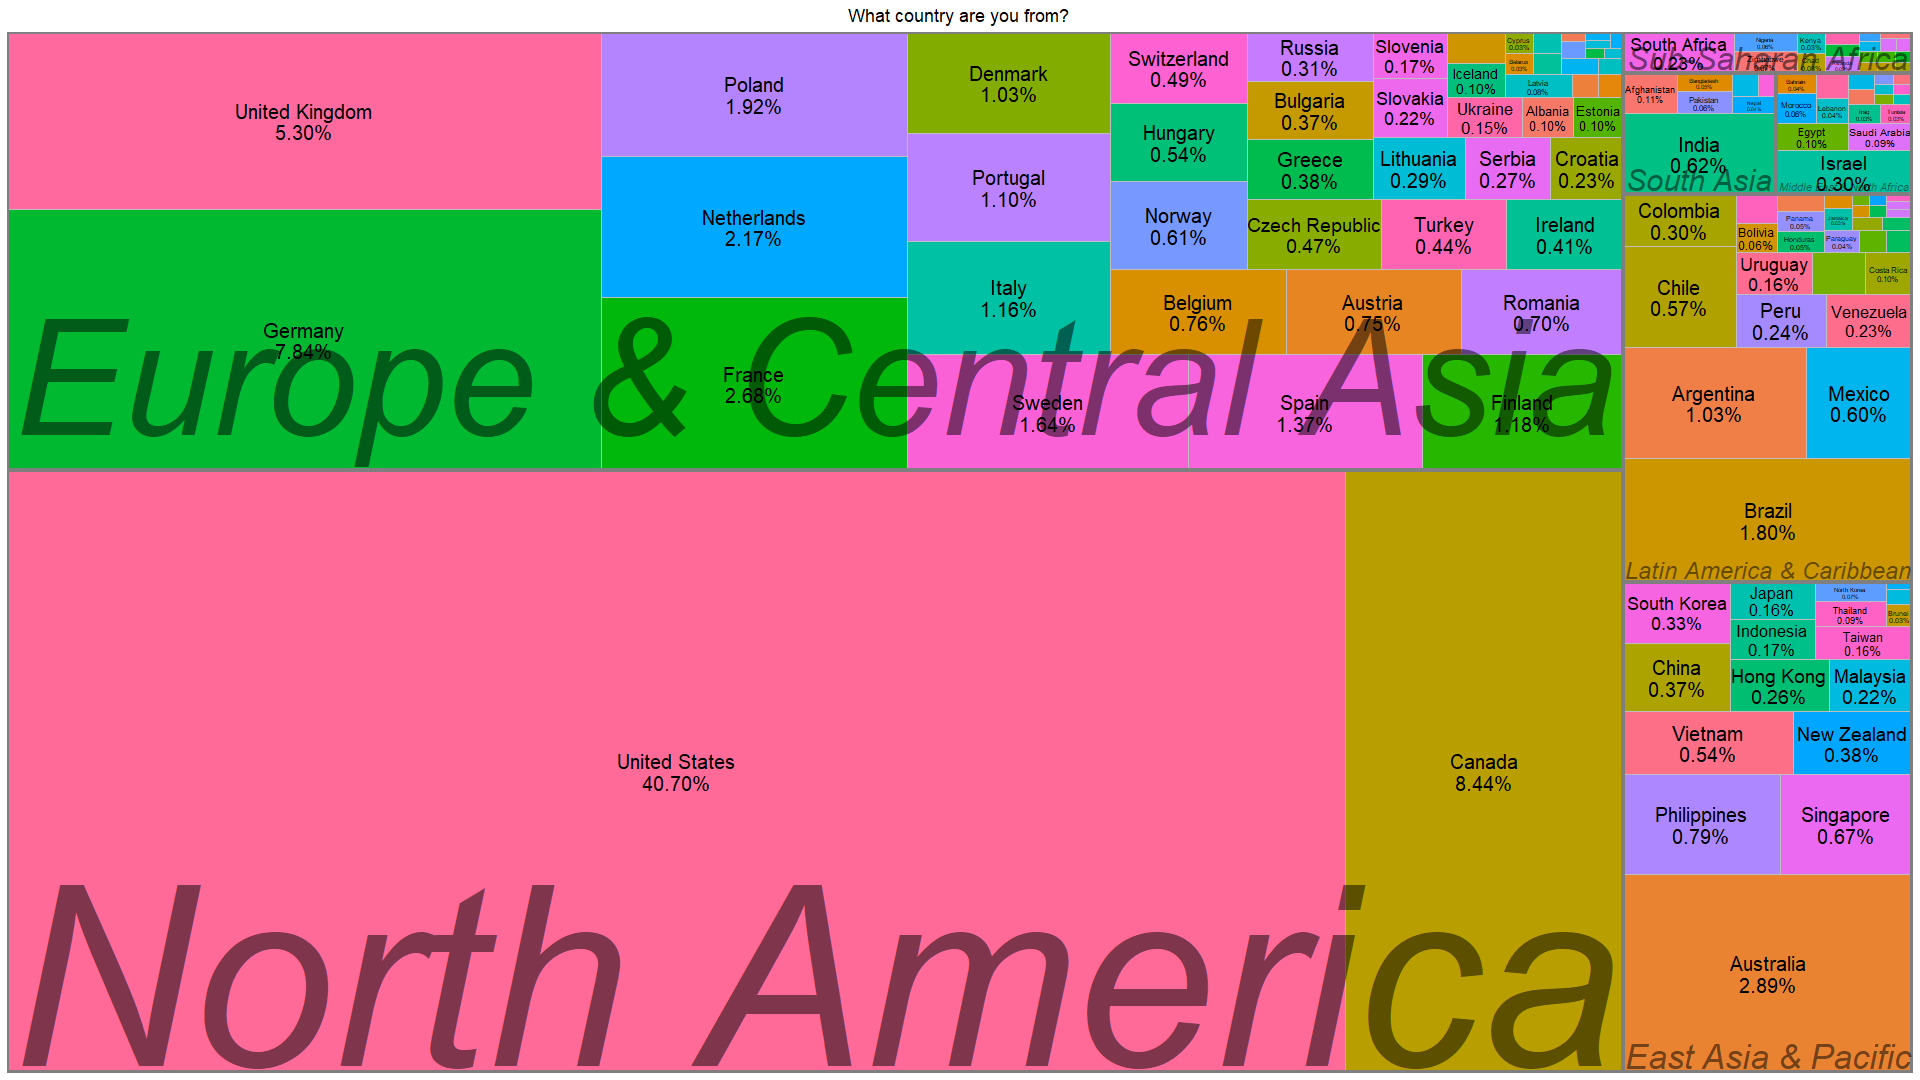 What country are you from?
United Kingdom
5.30%
Germany
7.84%
Poland
1.92%
Netherlands
2.17%
France
2.68%
Denmark
1.03%
Portugal
1.10%
Italy
1.16%
Sweden
1.64%
Spain
1.37%
Finland
1.18%
Switzerland
0.49%
Hungary
0.54%
Norway
0.61%
Belgium
0.76%
Austria
0.75%
Romania
0.70%
Russia
0.31%
Bulgaria
0.37%
Greece
0.38%
Czech Republic
0.47%
Turkey
0.44%
Ireland
0.41%
Slovenia
0.17%
Slovakia
0.22%
Lithuania
0.29%
Serbia
0.27%
Croatia
0.23%
Iceland
0.10%
Ukraine
0.15%
Albania
0.10%
Estonia
0.10%
Cyprus
0.03%
Belarus
0.03%
Latvia
0.08%
Europe & Central Asia
United States
40.70%
Canada
8.44%
North America
South Africa
0.23%
Nigeria
0.06%
Kenya
0.03%
Zimbabwe
0.07%
Chad
Sub-Saharan Africa
Afghanistan
0.11%
Bangladesh
0.05%
Pakistan
0.06%
Nepal
0.04%
India
0.62%
South Asia
Bahrain
0.04%
Morocco
0.06%
Lebanon
0.04%
Iraq
0.03%
Tunisia
0.03%
Egypt
0.10%
Saudi Arabia
0.09%
Israel
0.30%
Middle East & North Africa
Colombia
0.30%
Chile
0.57%
Bolivia
0.06%
Panama
0.05%
Jamaica
0.03%
Honduras
0.05%
Paraguay
0.04%
Uruguay
0.16%
Costa Rica
0.10%
Peru
0.24%
Venezuela
0.23%
Argentina
1.03%
Mexico
0.60%
Brazil
1.80%
Latin America & Caribbean
South Korea
0.33%
Japan
0.16%
North Korea
0.07%
Thailand
0.09%
Brunei
0.03%
Indonesia
0.17%
Taiwan
0.16%
China
0.37%
Hong Kong
0.26%
Malaysia
0.22%
Vietnam
0.54%
New Zealand
0.38%
Philippines
0.79%
Singapore
0.67%
Australia
2.89%
East Asia & Pacific